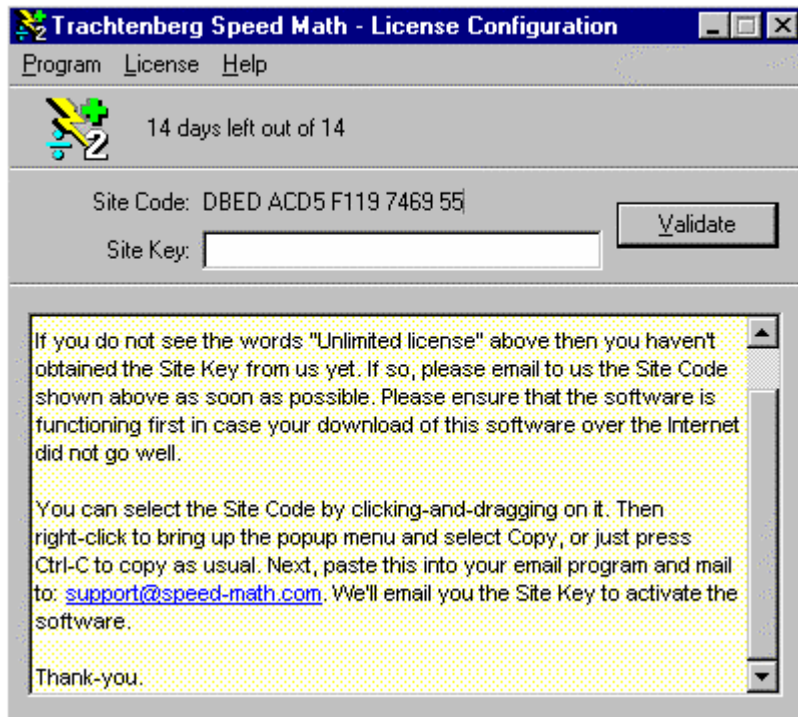 Trachtenberg Speed Math - License Configuration
Program License Help
14 days left out of 14
Site Code: DBED ACD5 F119 7469 55
Validate
Site Key:
If you do not see the words "Unlimited license" above then you haven't
obtained the Site Key from us yet. If so, please email to us the Site Code
shown above as soon as possible. Please ensure that the software is
functioning first in case your download of this software over the Internet
did not go well.
You can select the Site Code by clicking-and-dragging on it. Then
right-click to bring up the popup menu and select Copy, or just press
Ctrl-C to copy as usual. Next, paste this into your email program and mail
to: support@speed-math.com. We'll email you the Site Key to activate the
software.
Thank-you.